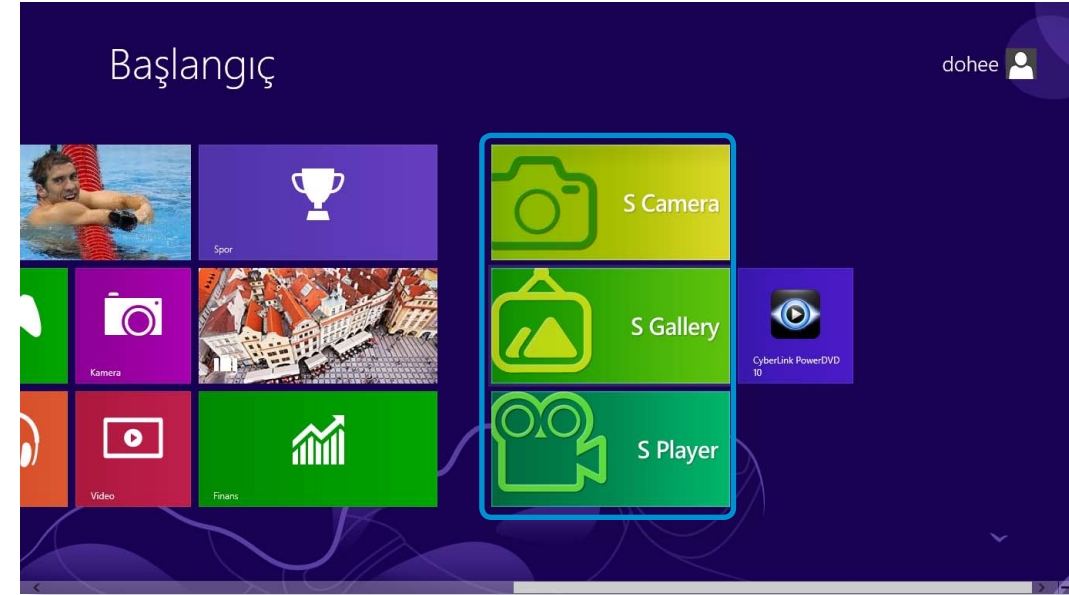 Başlangıç
dohee
Spor
S Camera
Kamera
S Gallery
CyberLink PowerDVD
10
Video
Finans
S Player